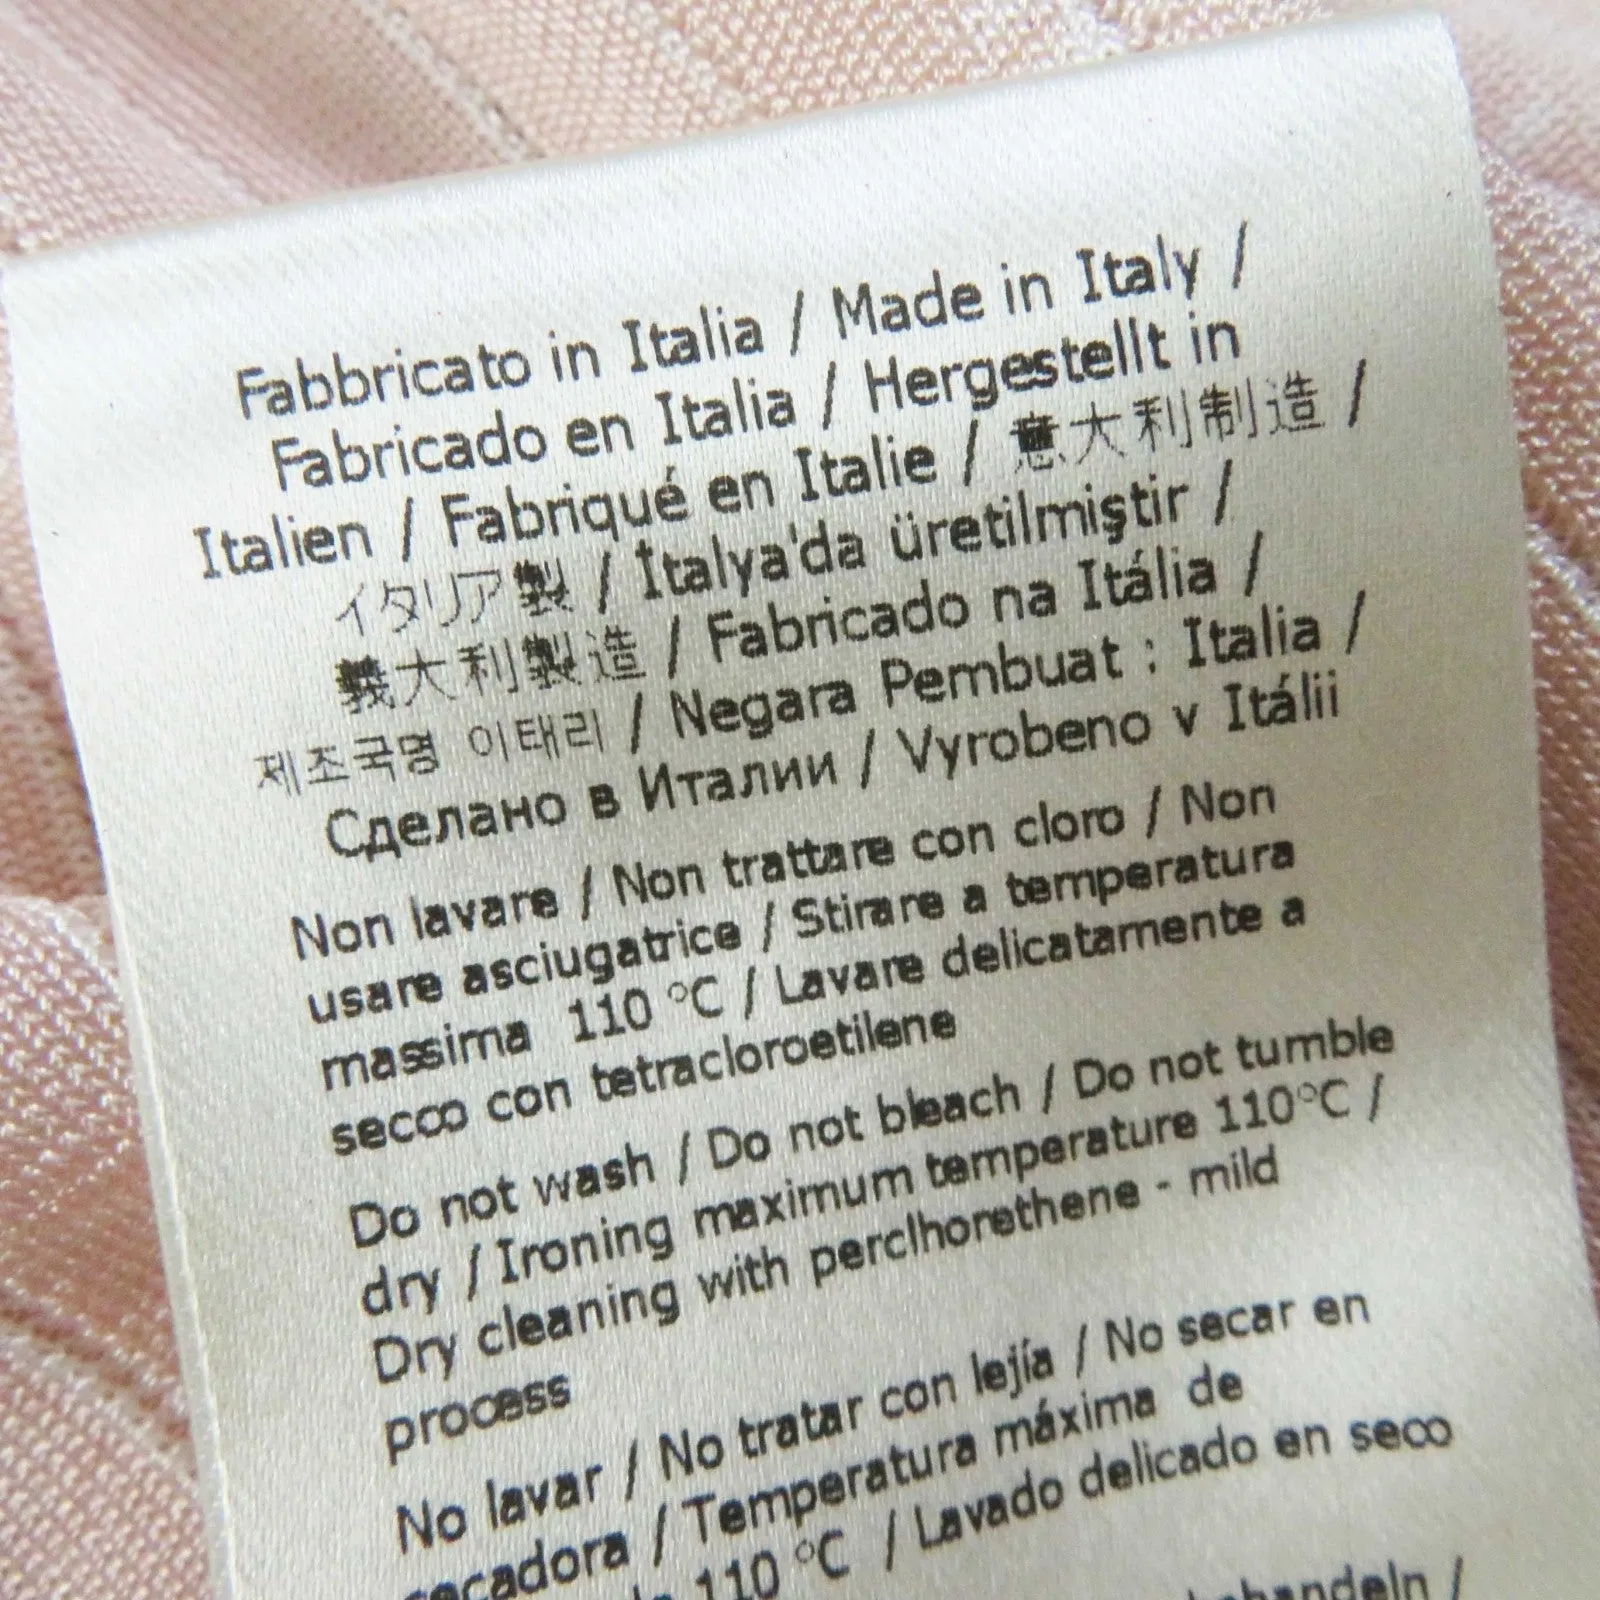 Fabbricato in Italia / Made in Italy /
Fabricado en Italia / Hergestellt in
Italien / Fabriqué en Italie / 意大利制造 /
イタリア製 / İtalya'da üretilmiştir /
義大利製造 / Fabricado na Itália /
제조국명 이태리 / Negara Pembuat : Italia /
Сделано в Италии / Vyrobeno v Itálii
Non lavare / Non trattare con cloro / Non
usare asciugatrice / Stirare a temperatura
massima 110 °C / Lavare delicatamente a
secco con tetracloroetilene
Do not wash / Do not bleach / Do not tumble
dry / Ironing maximum temperature 110°C /
Dry cleaning with perclhorethene - mild
process
No lavar / No tratar con lejía / No secar en
secadora / Temperatura máxima de
110 °C / Lavado delicado en seco